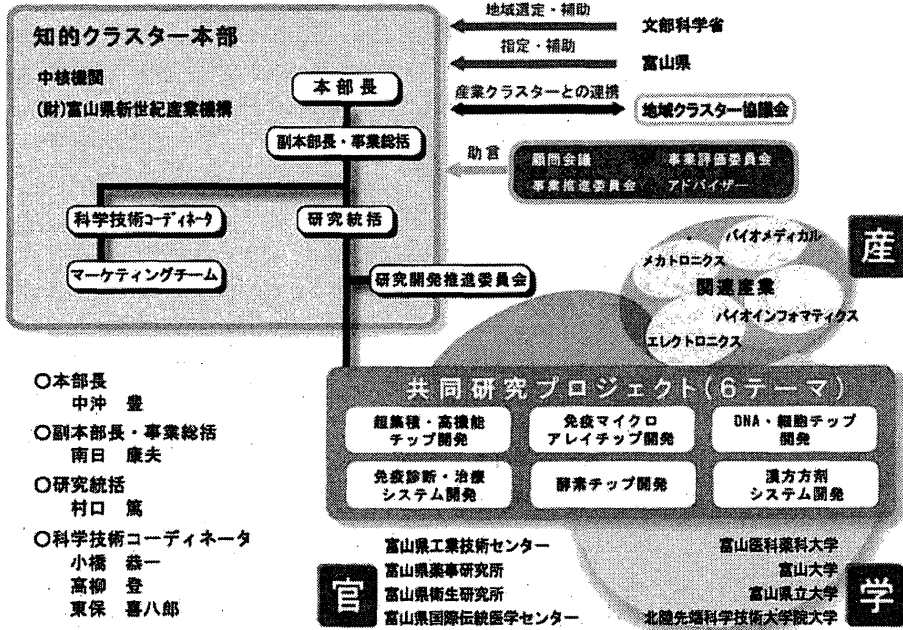 知的クラスター本部
中核機関
(財)富山県新世紀産業機構
本部長
副本部長・事業総括
科学技術コーディネータ
研究統括
マーケティングチーム
研究開発推進委員会
地域選定・補助
文部科学省
指定・補助
富山県
産業クラスターとの連携
地域クラスター協議会
助言
顧問会議
事業評価委員会
事業推進委員会
アドバイザー
産
バイオメディカル
メカトロニクス
関連産業
バイオインフォマティクス
エレクトロニクス
共同研究プロジェクト(6テーマ)
超集積・高機能
チップ開発
免疫マイクロ
アレイチップ開発
DNA・細胞チップ
開発
免疫診断・治療
システム開発
酵素チップ開発
漢方方剤
システム開発
○本部長
中沖 豊
○副本部長・事業総括
南日 康夫
○研究統括
村口 篤
○科学技術コーディネータ
小橋 恭一
高柳 登
東保 喜八郎
官
富山県工業技術センター
富山県薬事研究所
富山県衛生研究所
富山県国際伝統医学センター
富山医科薬科大学
富山大学
富山県立大学
北陸先端科学技術大学院大学
学